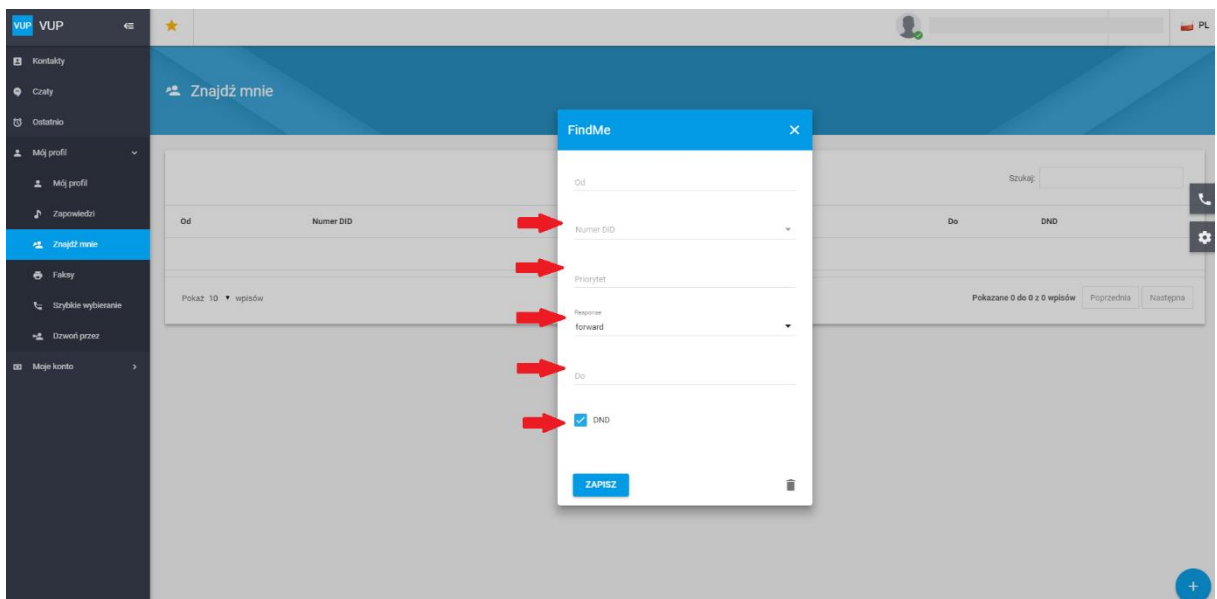 VUP VUP
PL
Kontakty
Czaty
Ostatnio
Mój profil
Mój profil
Zapowiedzi
Znajdź mnie
Faksy
Szybkie wybieranie
Dzwoń przez
Moje konto
Znajdź mnie
Szukaj:
Od Numer DID Do DND
Pokaż 10 wpisów
Pokazane 0 do 0 z 0 wpisów Poprzednia Następna
FindMe
Od
Numer DID
Priorytet
Response
forward
Do
DND
ZAPISZ